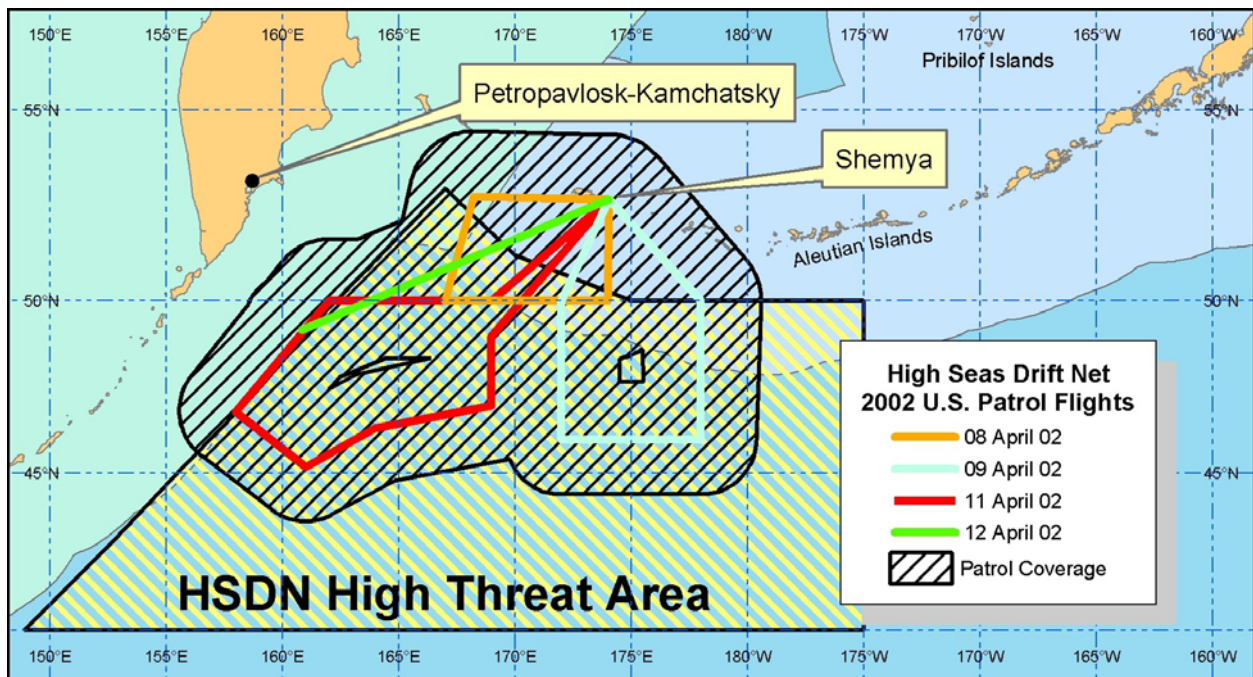 150°E 155°E 160°E 165°E 170°E 175°E 180°W 175°W 170°W 165°W 160°W
Pribilof Islands
55°N 55°N
Petropavlosk-Kamchatsky
Shemya
Aleutian Islands
50°N 50°N
High Seas Drift Net
2002 U.S. Patrol Flights
08 April 02
09 April 02
11 April 02
12 April 02
Patrol Coverage
45°N 45°N
HSDN High Threat Area
150°E 155°E 160°E 165°E 170°E 175°E 180°W 175°W 170°W 165°W 160°W